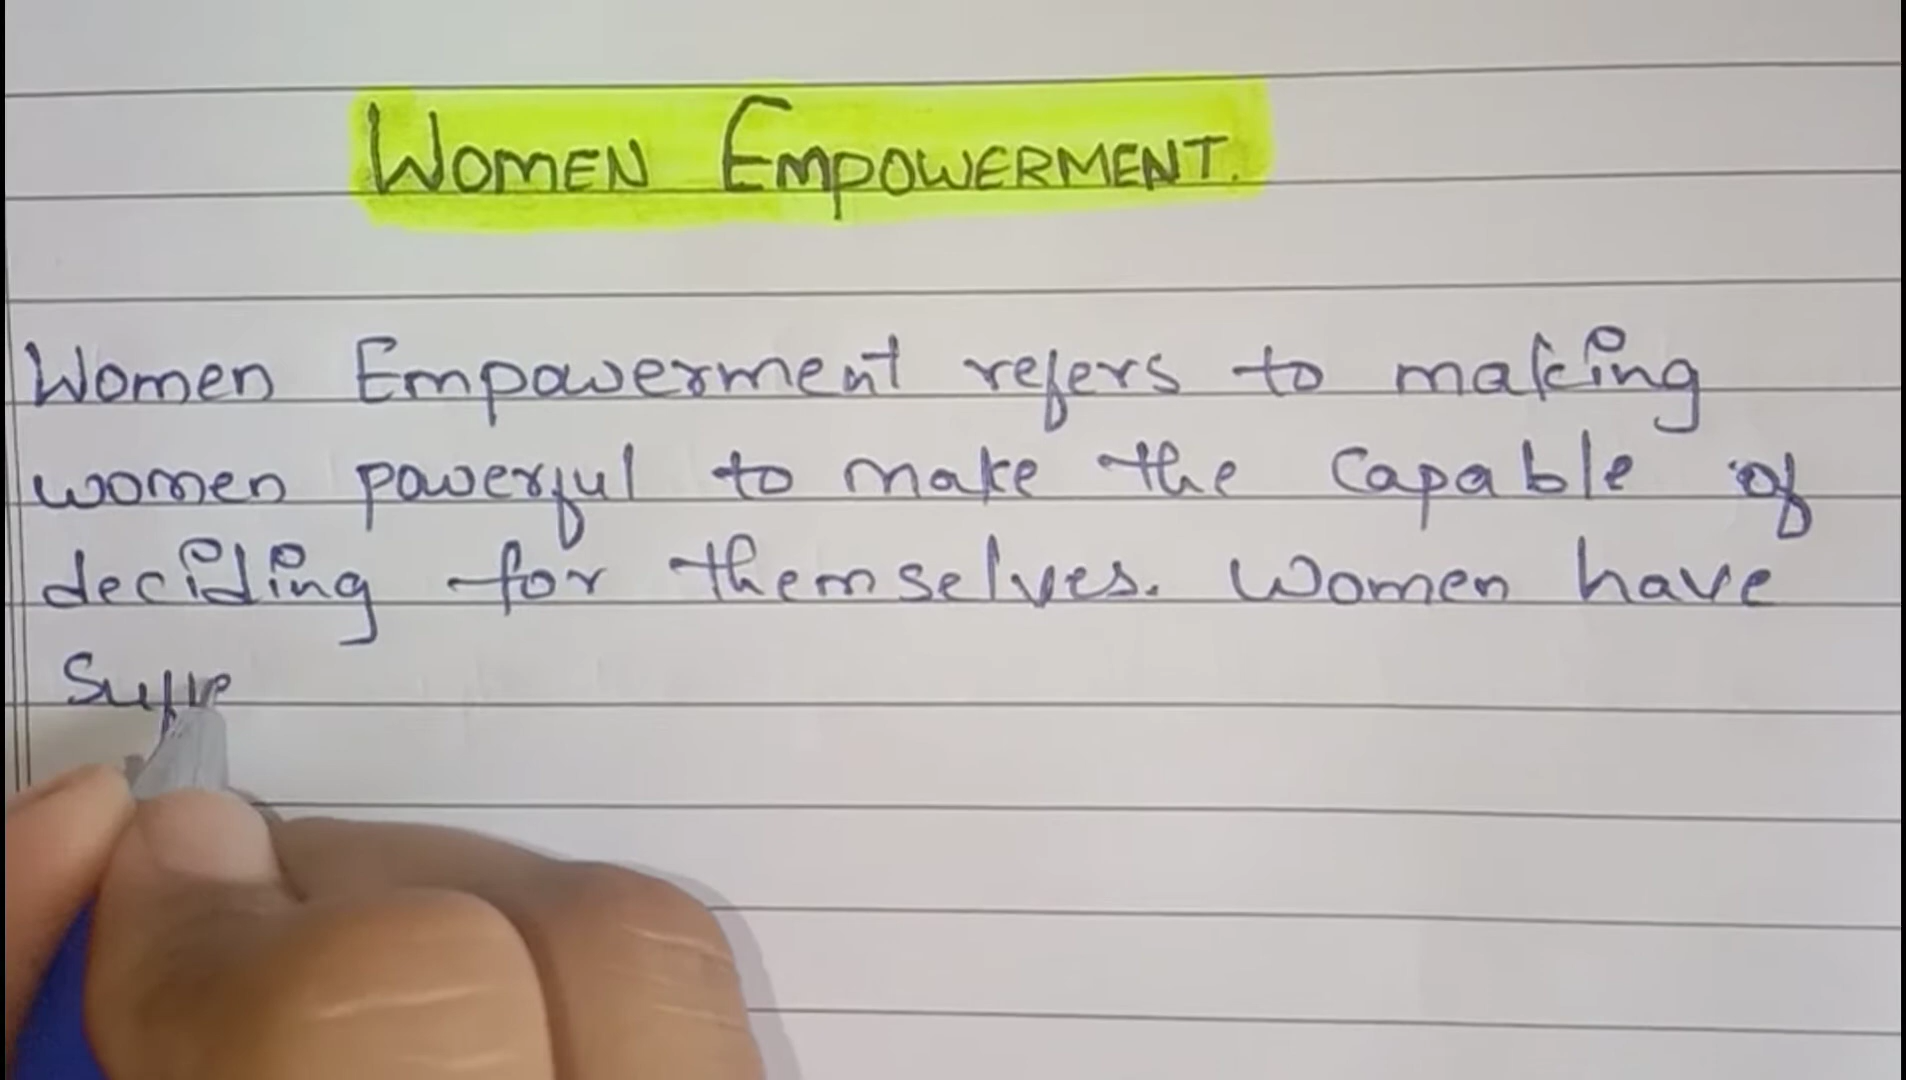 WOMEN EMPOWERMENT.
Women Empowerment refers to making
women powerful to make the capable of
deciding for themselves. Women have
Suffe